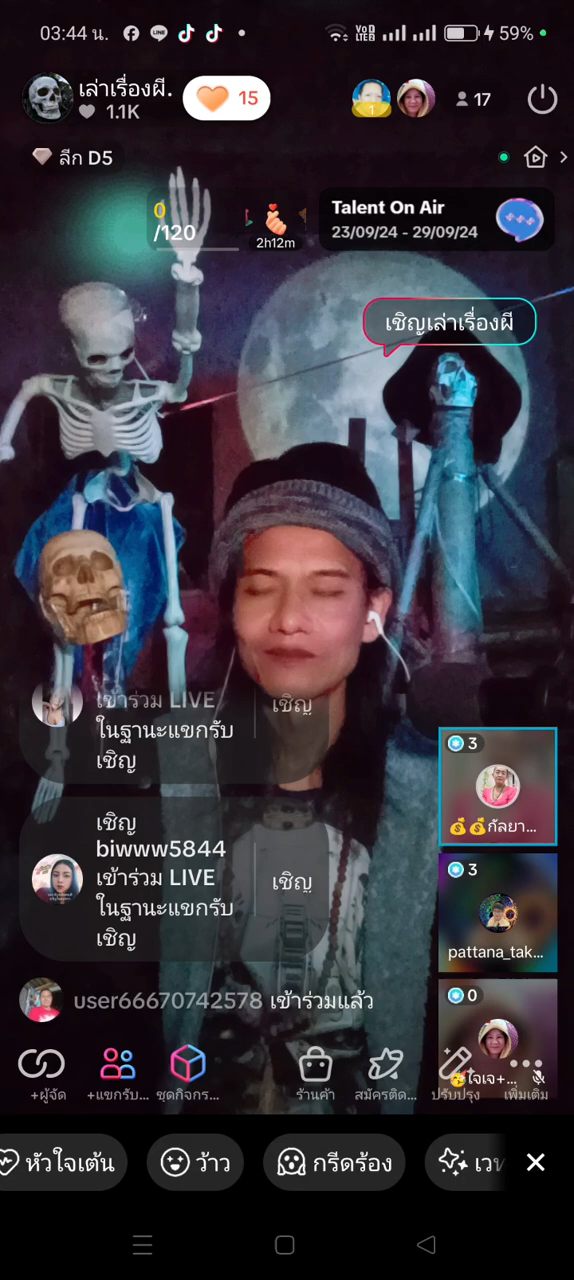 03:44 น.
VoD
LTE2
59%
เล่าเรื่องผี.
1.1K
15
1
17
ลีก D5
0
/120
2h12m
Talent On Air
23/09/24 - 29/09/24
เชิญเล่าเรื่องผี
เข้าร่วม LIVE
ในฐานะแขกรับ
เชิญ
เชิญ
เชิญ
biwww5844
เข้าร่วม LIVE
ในฐานะแขกรับ
เชิญ
เชิญ
3
💰💰กัลยา...
3
pattana_tak...
0
ใจเจ+...
user66670742578 เข้าร่วมแล้ว
+ผู้จัด
+แขกรับ...
ชุดกิจกร...
ร้านค้า
สมัครติด...
ปรับปรุง
เพิ่มเติม
หัวใจเต้น
ว้าว
กรีดร้อง